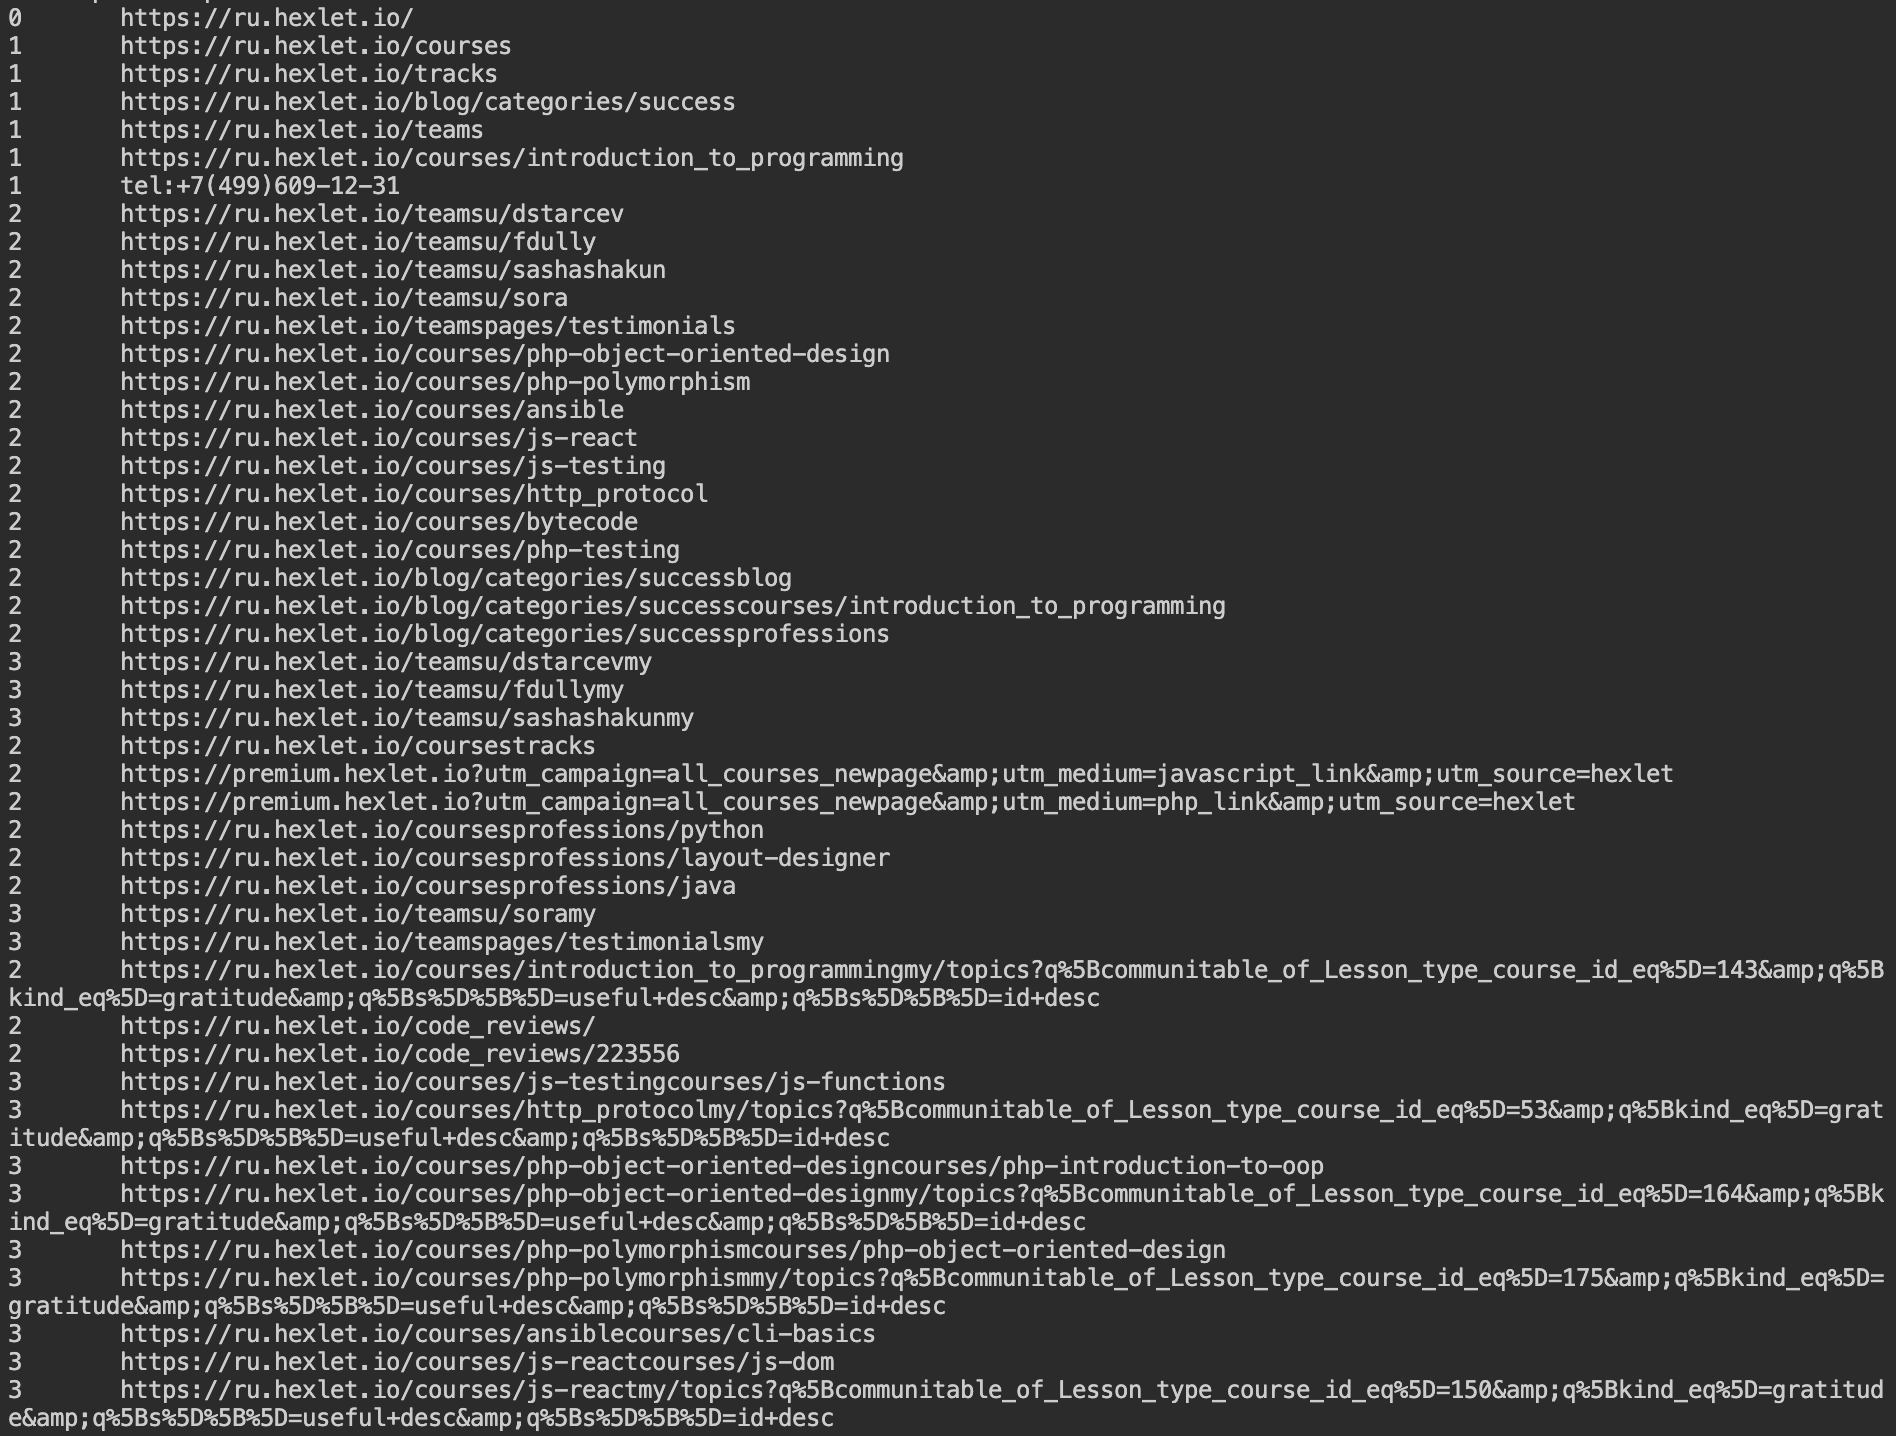 0 https://ru.hexlet.io/
1 https://ru.hexlet.io/courses
1 https://ru.hexlet.io/tracks
1 https://ru.hexlet.io/blog/categories/success
1 https://ru.hexlet.io/teams
1 https://ru.hexlet.io/courses/introduction_to_programming
1 tel:+7(499)609-12-31
2 https://ru.hexlet.io/teamsu/dstarcev
2 https://ru.hexlet.io/teamsu/fdully
2 https://ru.hexlet.io/teamsu/sashashakun
2 https://ru.hexlet.io/teamsu/sora
2 https://ru.hexlet.io/teamspages/testimonials
2 https://ru.hexlet.io/courses/php-object-oriented-design
2 https://ru.hexlet.io/courses/php-polymorphism
2 https://ru.hexlet.io/courses/ansible
2 https://ru.hexlet.io/courses/js-react
2 https://ru.hexlet.io/courses/js-testing
2 https://ru.hexlet.io/courses/http_protocol
2 https://ru.hexlet.io/courses/bytecode
2 https://ru.hexlet.io/courses/php-testing
2 https://ru.hexlet.io/blog/categories/successblog
2 https://ru.hexlet.io/blog/categories/successcourses/introduction_to_programming
2 https://ru.hexlet.io/blog/categories/successprofessions
3 https://ru.hexlet.io/teamsu/dstarcevmy
3 https://ru.hexlet.io/teamsu/fdullymy
3 https://ru.hexlet.io/teamsu/sashashakunmy
2 https://ru.hexlet.io/coursestracks
2 https://premium.hexlet.io?utm_campaign=all_courses_newpage&amp;utm_medium=javascript_link&amp;utm_source=hexlet
2 https://premium.hexlet.io?utm_campaign=all_courses_newpage&amp;utm_medium=php_link&amp;utm_source=hexlet
2 https://ru.hexlet.io/coursesprofessions/python
2 https://ru.hexlet.io/coursesprofessions/layout-designer
2 https://ru.hexlet.io/coursesprofessions/java
3 https://ru.hexlet.io/teamsu/soramy
3 https://ru.hexlet.io/teamspages/testimonialsmy
2 https://ru.hexlet.io/courses/introduction_to_programmingmy/topics?q%5Bcommunitable_of_Lesson_type_course_id_eq%5D=143&amp;q%5B
kind_eq%5D=gratitude&amp;q%5Bs%5D%5B%5D=useful+desc&amp;q%5Bs%5D%5B%5D=id+desc
2 https://ru.hexlet.io/code_reviews/
2 https://ru.hexlet.io/code_reviews/223556
3 https://ru.hexlet.io/courses/js-testingcourses/js-functions
3 https://ru.hexlet.io/courses/http_protocolmy/topics?q%5Bcommunitable_of_Lesson_type_course_id_eq%5D=53&amp;q%5Bkind_eq%5D=grat
itude&amp;q%5Bs%5D%5B%5D=useful+desc&amp;q%5Bs%5D%5B%5D=id+desc
3 https://ru.hexlet.io/courses/php-object-oriented-designcourses/php-introduction-to-oop
3 https://ru.hexlet.io/courses/php-object-oriented-designmy/topics?q%5Bcommunitable_of_Lesson_type_course_id_eq%5D=164&amp;q%5Bk
ind_eq%5D=gratitude&amp;q%5Bs%5D%5B%5D=useful+desc&amp;q%5Bs%5D%5B%5D=id+desc
3 https://ru.hexlet.io/courses/php-polymorphismcourses/php-object-oriented-design
3 https://ru.hexlet.io/courses/php-polymorphismmy/topics?q%5Bcommunitable_of_Lesson_type_course_id_eq%5D=175&amp;q%5Bkind_eq%5D=
gratitude&amp;q%5Bs%5D%5B%5D=useful+desc&amp;q%5Bs%5D%5B%5D=id+desc
3 https://ru.hexlet.io/courses/ansiblecourses/cli-basics
3 https://ru.hexlet.io/courses/js-reactcourses/js-dom
3 https://ru.hexlet.io/courses/js-reactmy/topics?q%5Bcommunitable_of_Lesson_type_course_id_eq%5D=150&amp;q%5Bkind_eq%5D=gratitud
e&amp;q%5Bs%5D%5B%5D=useful+desc&amp;q%5Bs%5D%5B%5D=id+desc